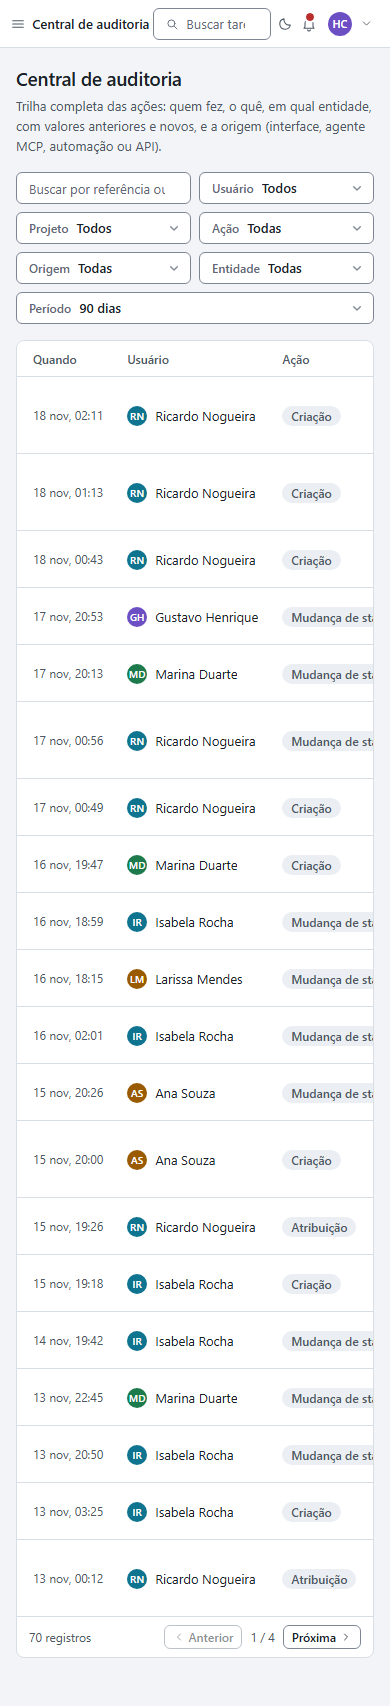 Central de auditoria
Buscar tare
HC
Central de auditoria
Trilha completa das ações: quem fez, o quê, em qual entidade,
com valores anteriores e novos, e a origem (interface, agente
MCP, automação ou API).
Buscar por referência ou
Usuário Todos
Projeto Todos
Ação Todas
Origem Todas
Entidade Todas
Período 90 dias
Quando Usuário Ação
18 nov, 02:11 RN Ricardo Nogueira Criação
18 nov, 01:13 RN Ricardo Nogueira Criação
18 nov, 00:43 RN Ricardo Nogueira Criação
17 nov, 20:53 GH Gustavo Henrique Mudança de sta
17 nov, 20:13 MD Marina Duarte Mudança de sta
17 nov, 00:56 RN Ricardo Nogueira Mudança de sta
17 nov, 00:49 RN Ricardo Nogueira Criação
16 nov, 19:47 MD Marina Duarte Criação
16 nov, 18:59 IR Isabela Rocha Mudança de sta
16 nov, 18:15 LM Larissa Mendes Mudança de sta
16 nov, 02:01 IR Isabela Rocha Mudança de sta
15 nov, 20:26 AS Ana Souza Mudança de sta
15 nov, 20:00 AS Ana Souza Criação
15 nov, 19:26 RN Ricardo Nogueira Atribuição
15 nov, 19:18 IR Isabela Rocha Criação
14 nov, 19:42 IR Isabela Rocha Mudança de sta
13 nov, 22:45 MD Marina Duarte Mudança de sta
13 nov, 20:50 IR Isabela Rocha Mudança de sta
13 nov, 03:25 IR Isabela Rocha Criação
13 nov, 00:12 RN Ricardo Nogueira Atribuição
70 registros
Anterior
1 / 4
Próxima